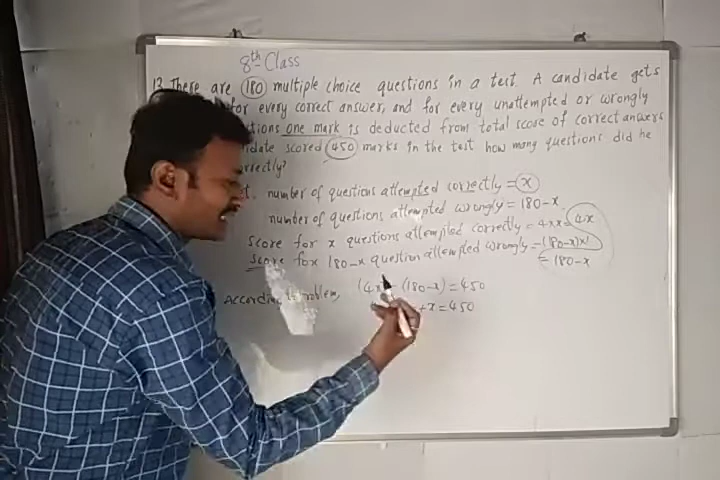 8th Class
13. There are 180 multiple choice questions in a test. A candidate gets
for every correct answer, and for every unattempted or wrongly
one mark is deducted from total score of correct answers
scored 450 marks in the test how many questions did he
number of questions attempted correctly = x
number of questions attempted wrongly = 180-x
Score for x questions attempted correctly = 4×x = 4x
Score for 180-x question attempted wrongly = (180-x)×1
= 180-x
According to problem, (4x) - (180-x) = 450
+x = 450